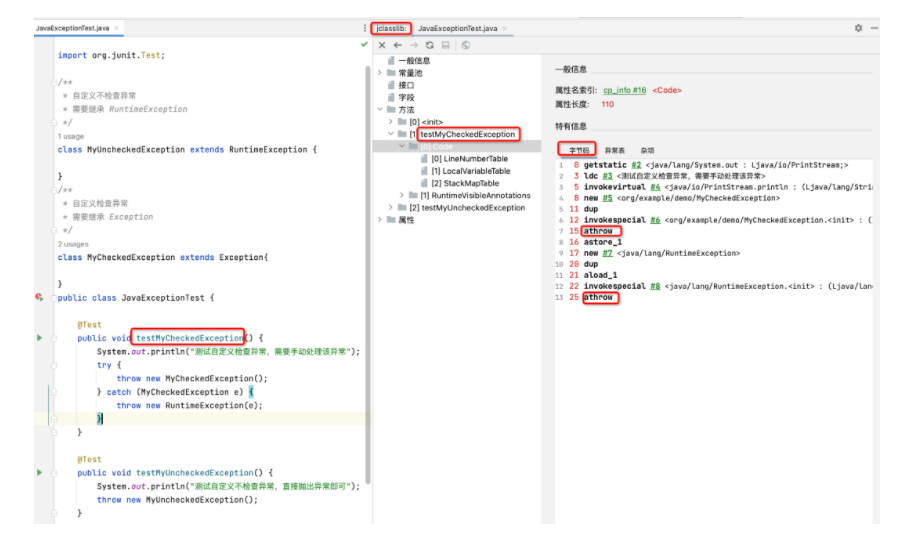 JavaExceptionTest.java
import org.junit.Test;
/**
* 自定义不检查异常
* 需要继承 RuntimeException
*/
1 usage
class MyUncheckedException extends RuntimeException {
}
/**
* 自定义检查异常
* 需要继承 Exception
*/
2 usages
class MyCheckedException extends Exception{
}
public class JavaExceptionTest {
@Test
public void testMyCheckedException() {
System.out.println("测试自定义检查异常，需要手动处理该异常");
try {
throw new MyCheckedException();
} catch (MyCheckedException e) {
throw new RuntimeException(e);
}
}
@Test
public void testMyUncheckedException() {
System.out.println("测试自定义不检查异常，直接抛出异常即可");
throw new MyUncheckedException();
}
jclasslib: JavaExceptionTest.java
一般信息
常量池
接口
字段
方法
[0] <init>
[1] testMyCheckedException
[0] Code
[0] LineNumberTable
[1] LocalVariableTable
[2] StackMapTable
[1] RuntimeVisibleAnnotations
[2] testMyUncheckedException
属性
一般信息
属性名索引: cp_info #16 <Code>
属性长度: 110
特有信息
字节码 异常表 杂项
1 0 getstatic #2 <java/lang/System.out : Ljava/io/PrintStream;>
2 3 ldc #3 <测试自定义检查异常，需要手动处理该异常>
3 5 invokevirtual #4 <java/io/PrintStream.println : (Ljava/lang/Stri
4 8 new #5 <org/example/demo/MyCheckedException>
5 11 dup
6 12 invokespecial #6 <org/example/demo/MyCheckedException.<init> : (
7 15 athrow
8 16 astore_1
9 17 new #7 <java/lang/RuntimeException>
10 20 dup
11 21 aload_1
12 22 invokespecial #8 <java/lang/RuntimeException.<init> : (Ljava/lan
13 25 athrow